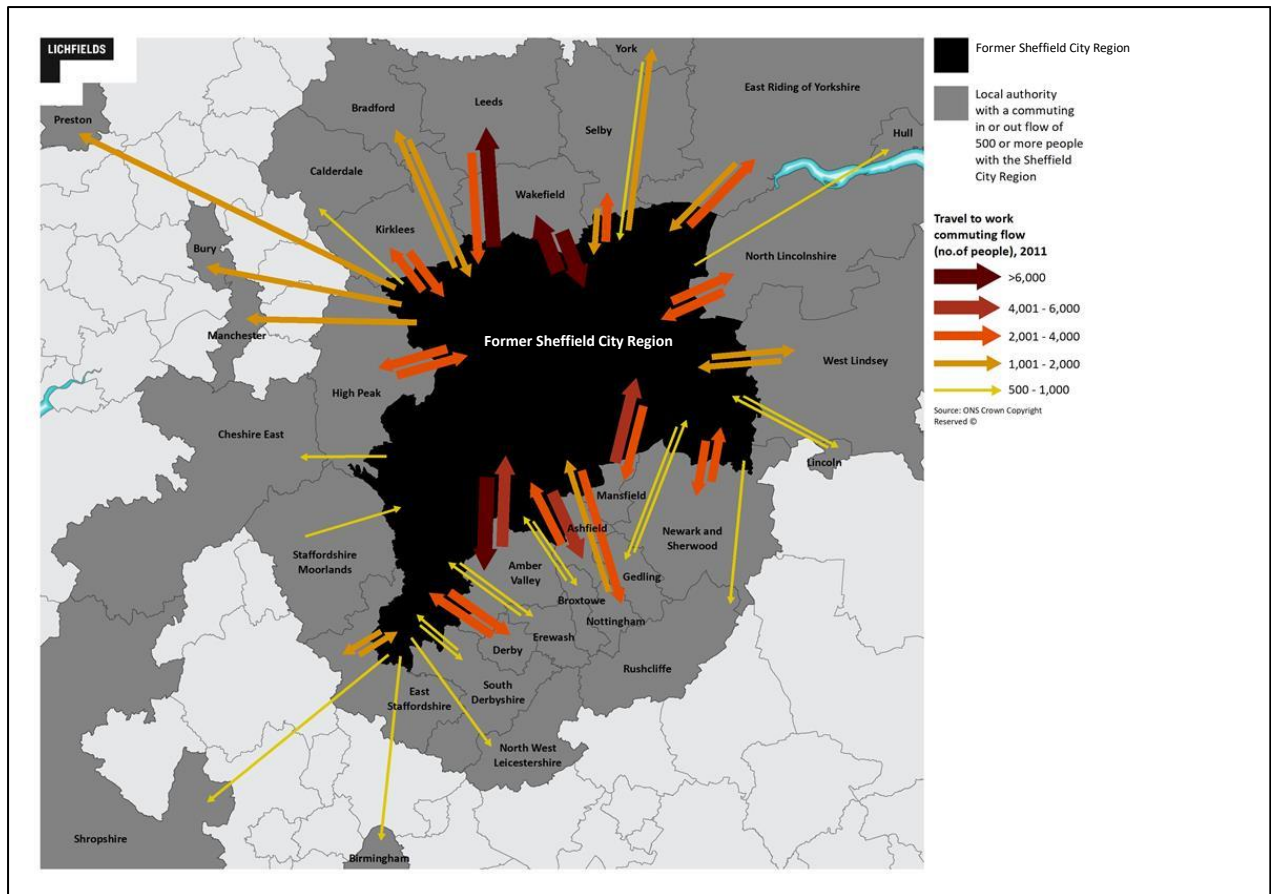 LICHFIELDS
York
Former Sheffield City Region
East Riding of Yorkshire
Local authority
with a commuting
in or out flow of
500 or more people
with the Sheffield
City Region
Bradford
Leeds
Preston
Selby
Hull
Calderdale
Wakefield
Travel to work
commuting flow
(no.of people), 2011
Kirklees
Bury
North Lincolnshire
>6,000
4,001 - 6,000
Manchester
2,001 - 4,000
Former Sheffield City Region
West Lindsey
1,001 - 2,000
High Peak
500 - 1,000
Source: ONS Crown Copyright
Reserved ©
Cheshire East
Lincoln
Mansfield
Ashfield
Newark and
Sherwood
Staffordshire
Moorlands
Amber
Valley
Gedling
Broxtowe
Nottingham
Erewash
Derby
Rushcliffe
South
Derbyshire
East
Staffordshire
North West
Leicestershire
Shropshire
Birmingham